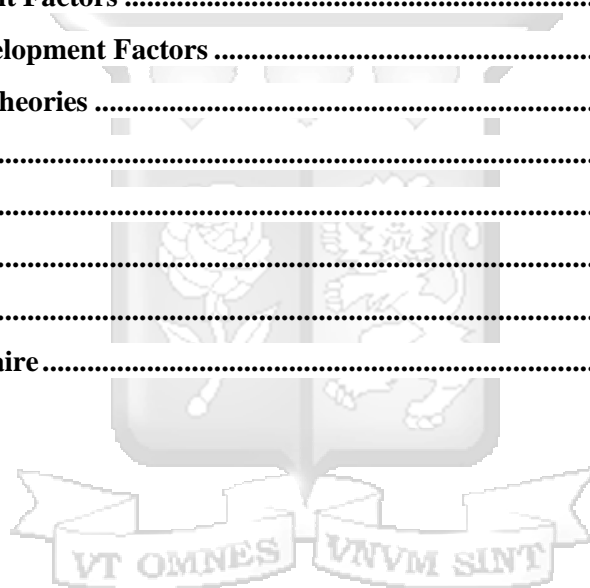 t Factors ..........................................................................
elopment Factors ..........................................................
heories ................................................................................
..................................................................................................
..................................................................................................
..................................................................................................
..................................................................................................
aire ..........................................................................................
VT OMNES VNVM SINT